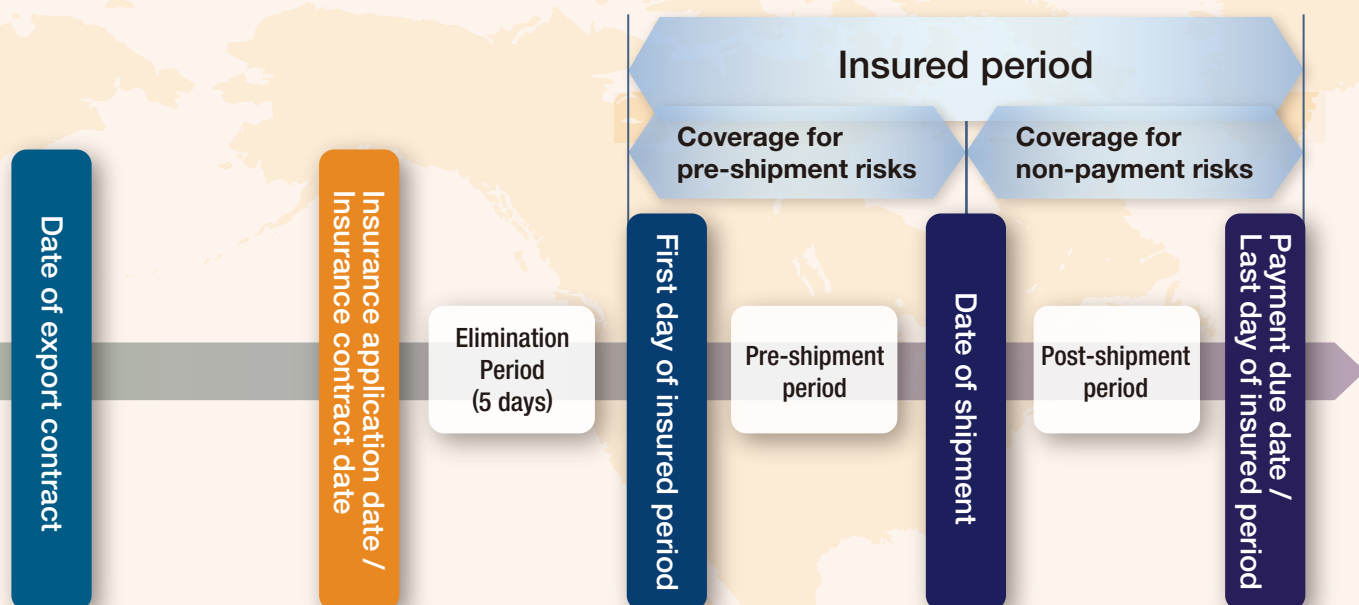 Insured period
Coverage for
pre-shipment risks
Coverage for
non-payment risks
Date of export contract
Insurance application date /
Insurance contract date
Elimination
Period
(5 days)
First day of insured period
Pre-shipment
period
Date of shipment
Post-shipment
period
Payment due date /
Last day of insured period